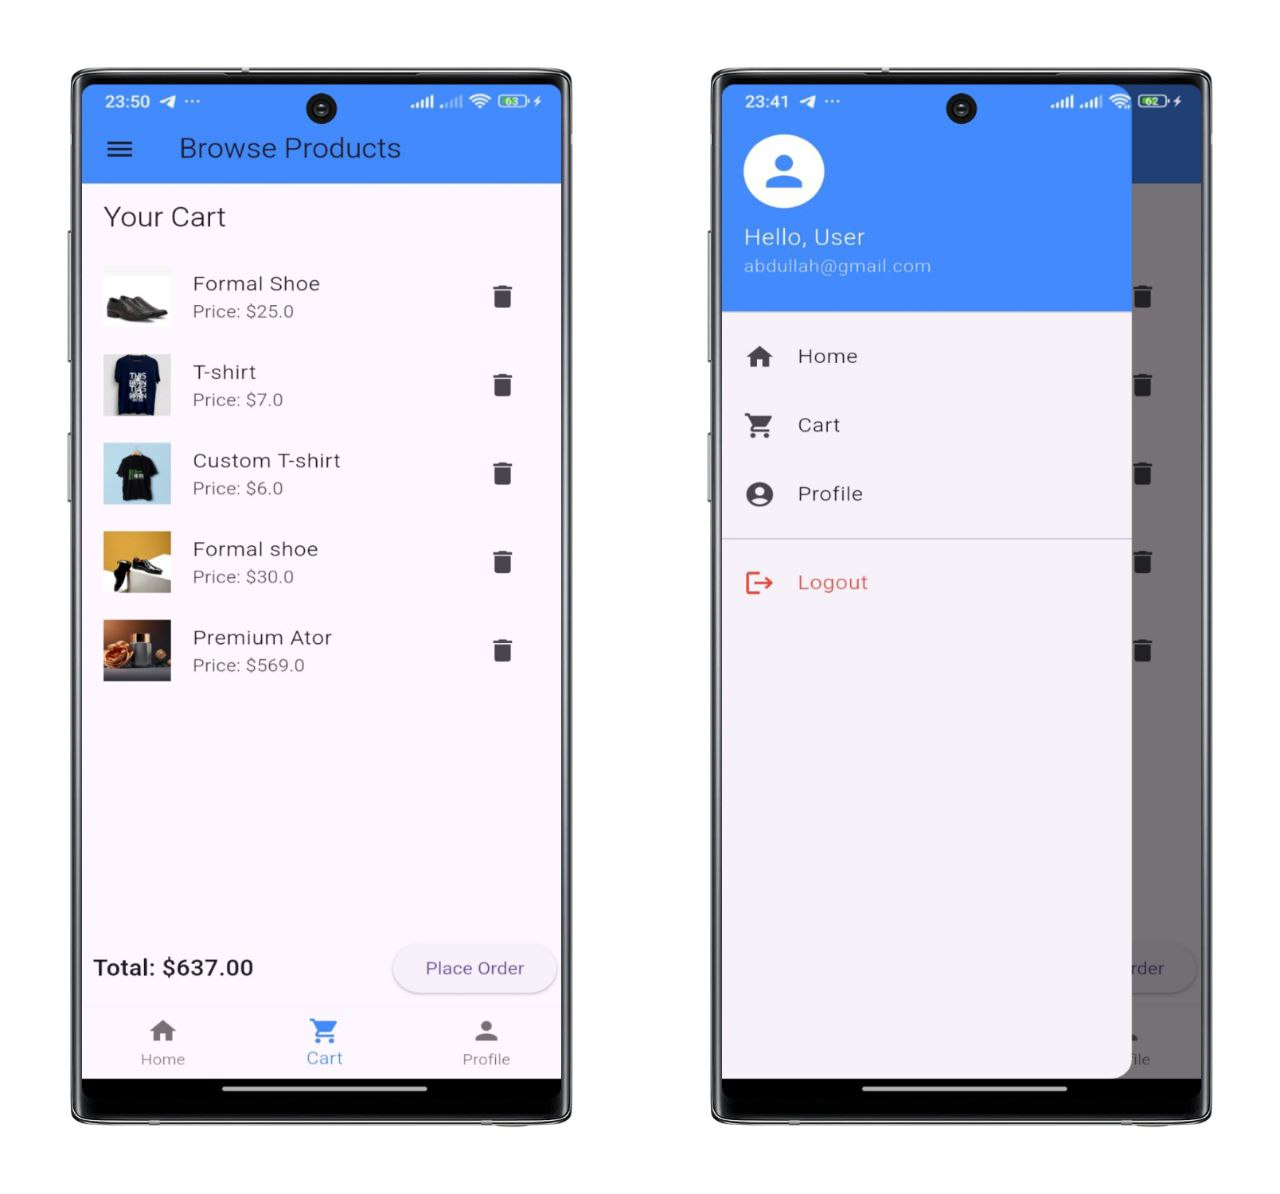 23:50
63
Browse Products
Your Cart
Formal Shoe
Price: $25.0
T-shirt
Price: $7.0
Custom T-shirt
Price: $6.0
Formal shoe
Price: $30.0
Premium Ator
Price: $569.0
Total: $637.00
Place Order
Home
Cart
Profile
23:41
62
Hello, User
abdullah@gmail.com
Home
Cart
Profile
Logout
rder
ile